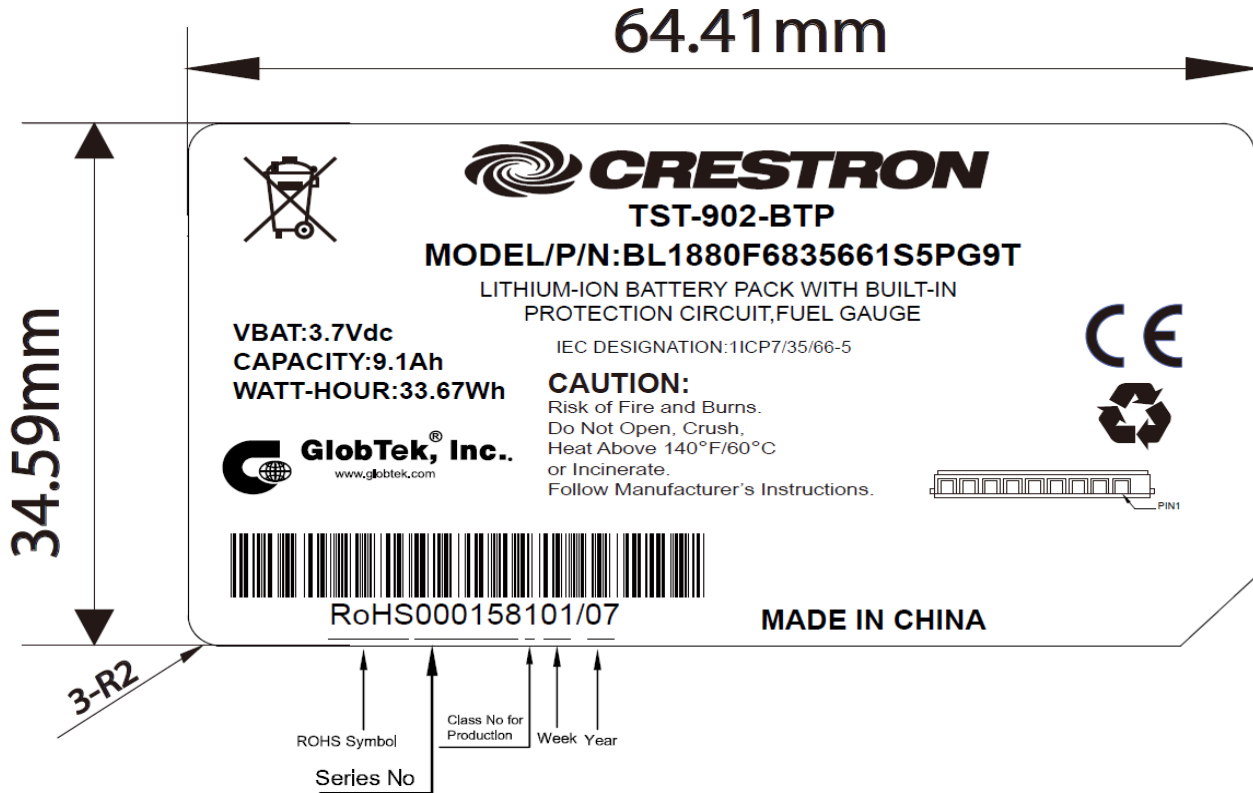 64.41mm
34.59mm
CRESTRON
TST-902-BTP
MODEL/P/N:BL1880F6835661S5PG9T
LITHIUM-ION BATTERY PACK WITH BUILT-IN
PROTECTION CIRCUIT,FUEL GAUGE
IEC DESIGNATION:1ICP7/35/66-5
VBAT:3.7Vdc
CAPACITY:9.1Ah
WATT-HOUR:33.67Wh
CE
CAUTION:
Risk of Fire and Burns.
Do Not Open, Crush,
Heat Above 140°F/60°C
or Incinerate.
Follow Manufacturer's Instructions.
GlobTek,® Inc..
www.globtek.com
PIN1
RoHS000158101/07
MADE IN CHINA
3-R2
ROHS Symbol
Series No
Class No for
Production
Week
Year